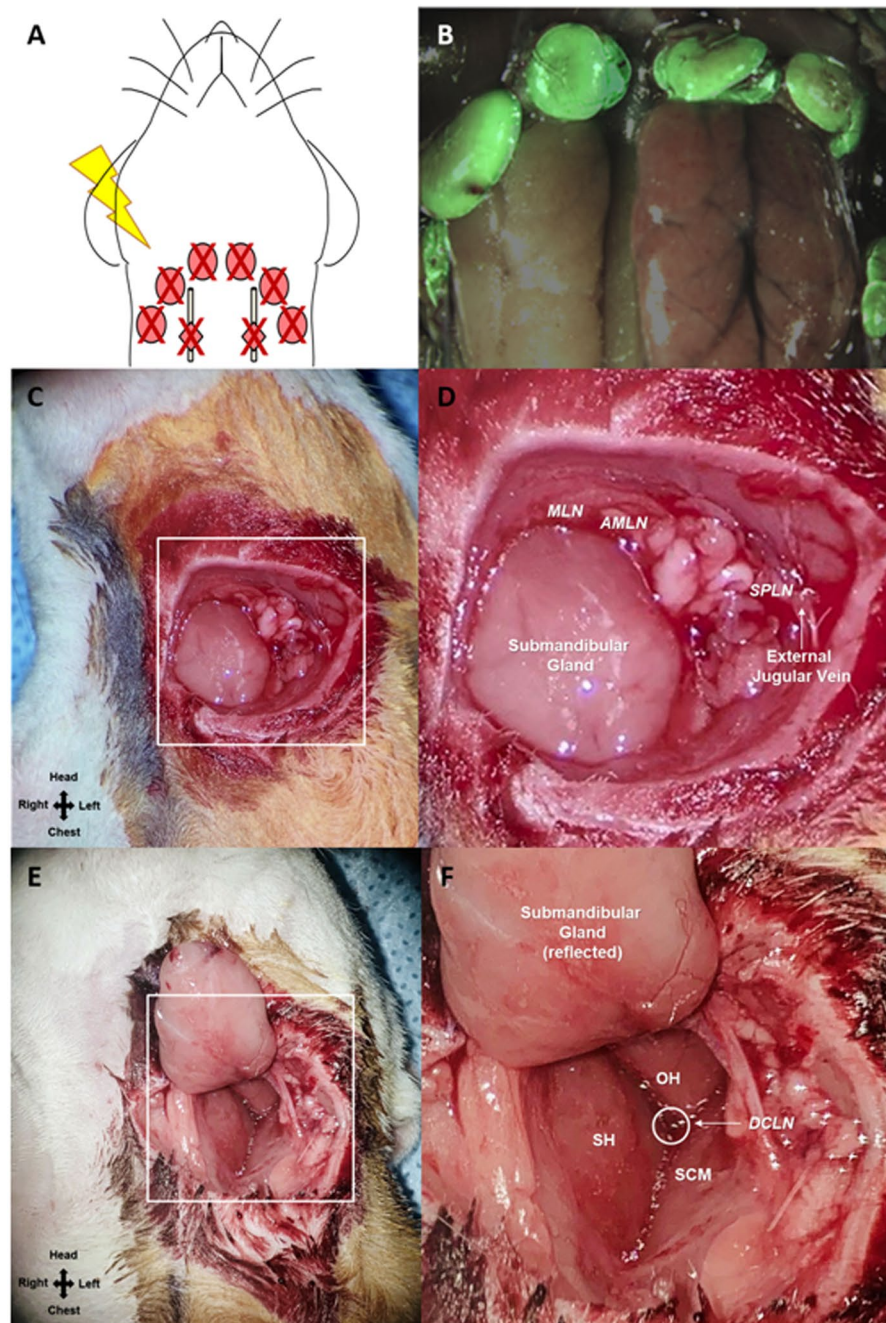 A
B
C
Head
Right Left
Chest
D
MLN
AMLN
SPLN
Submandibular
Gland
External
Jugular Vein
E
Head
Right Left
Chest
F
Submandibular
Gland
(reflected)
OH
DCLN
SH
SCM